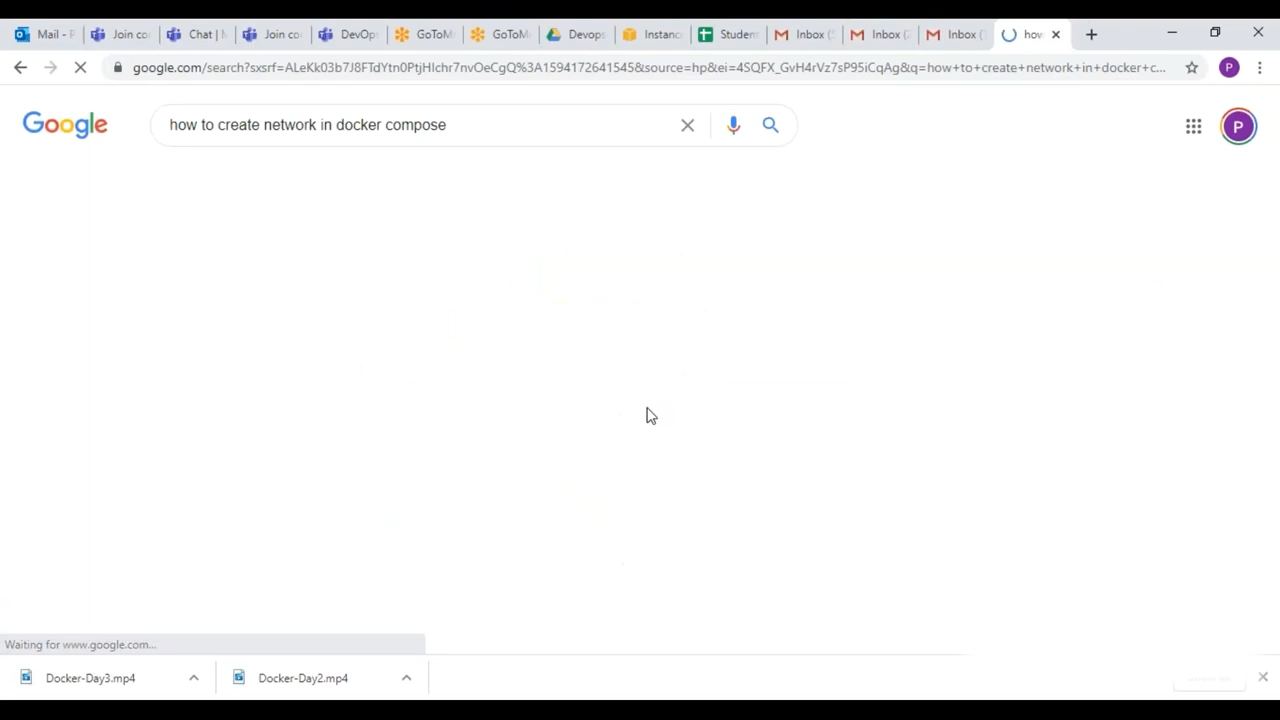 Mail - P
Join co
Chat | M
Join co
DevOp
GoToM
GoToM
Devops
Instanc
Studen
Inbox (
Inbox (
Inbox (
how
google.com/search?sxsrf=ALeKk03b7J8FTdYtn0PtjHIchr7nvOeCgQ%3A1594172641545&source=hp&ei=4SQFX_GvH4rVz7sP95iCqAg&q=how+to+create+network+in+docker+c...
P
Google
how to create network in docker compose
P
Waiting for www.google.com...
Docker-Day3.mp4
Docker-Day2.mp4